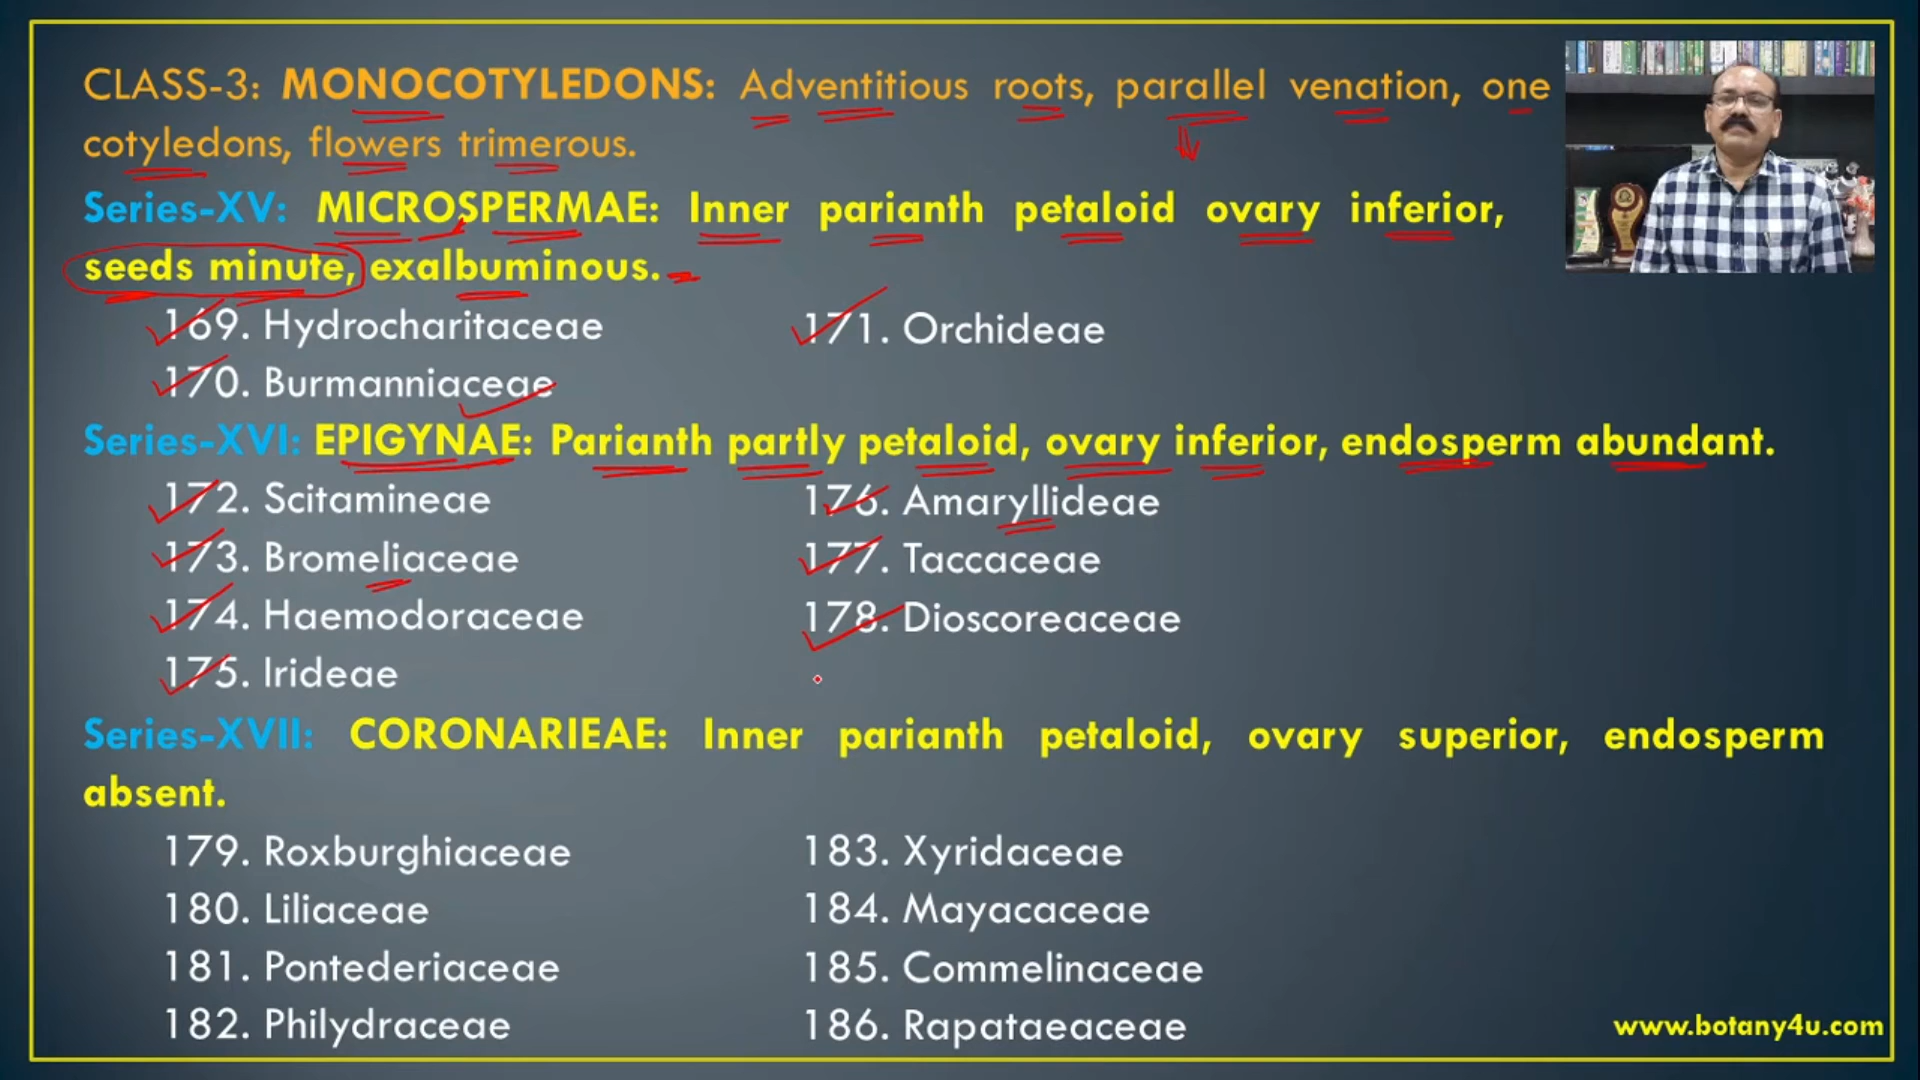 CLASS-3: MONOCOTYLEDONS: Adventitious roots, parallel venation, one
cotyledons, flowers trimerous.
Series-XV: MICROSPERMAE: Inner parianth petaloid ovary inferior,
seeds minute, exalbuminous.
169. Hydrocharitaceae
171. Orchideae
170. Burmanniaceae
Series-XVI: EPIGYNAE: Parianth partly petaloid, ovary inferior, endosperm abundant.
172. Scitamineae
176. Amaryllideae
173. Bromeliaceae
177. Taccaceae
174. Haemodoraceae
178. Dioscoreaceae
175. Irideae
Series-XVII: CORONARIEAE: Inner parianth petaloid, ovary superior, endosperm
absent.
179. Roxburghiaceae
183. Xyridaceae
180. Liliaceae
184. Mayacaceae
181. Pontederiaceae
185. Commelinaceae
182. Philydraceae
186. Rapataeaceae
www.botany4u.com